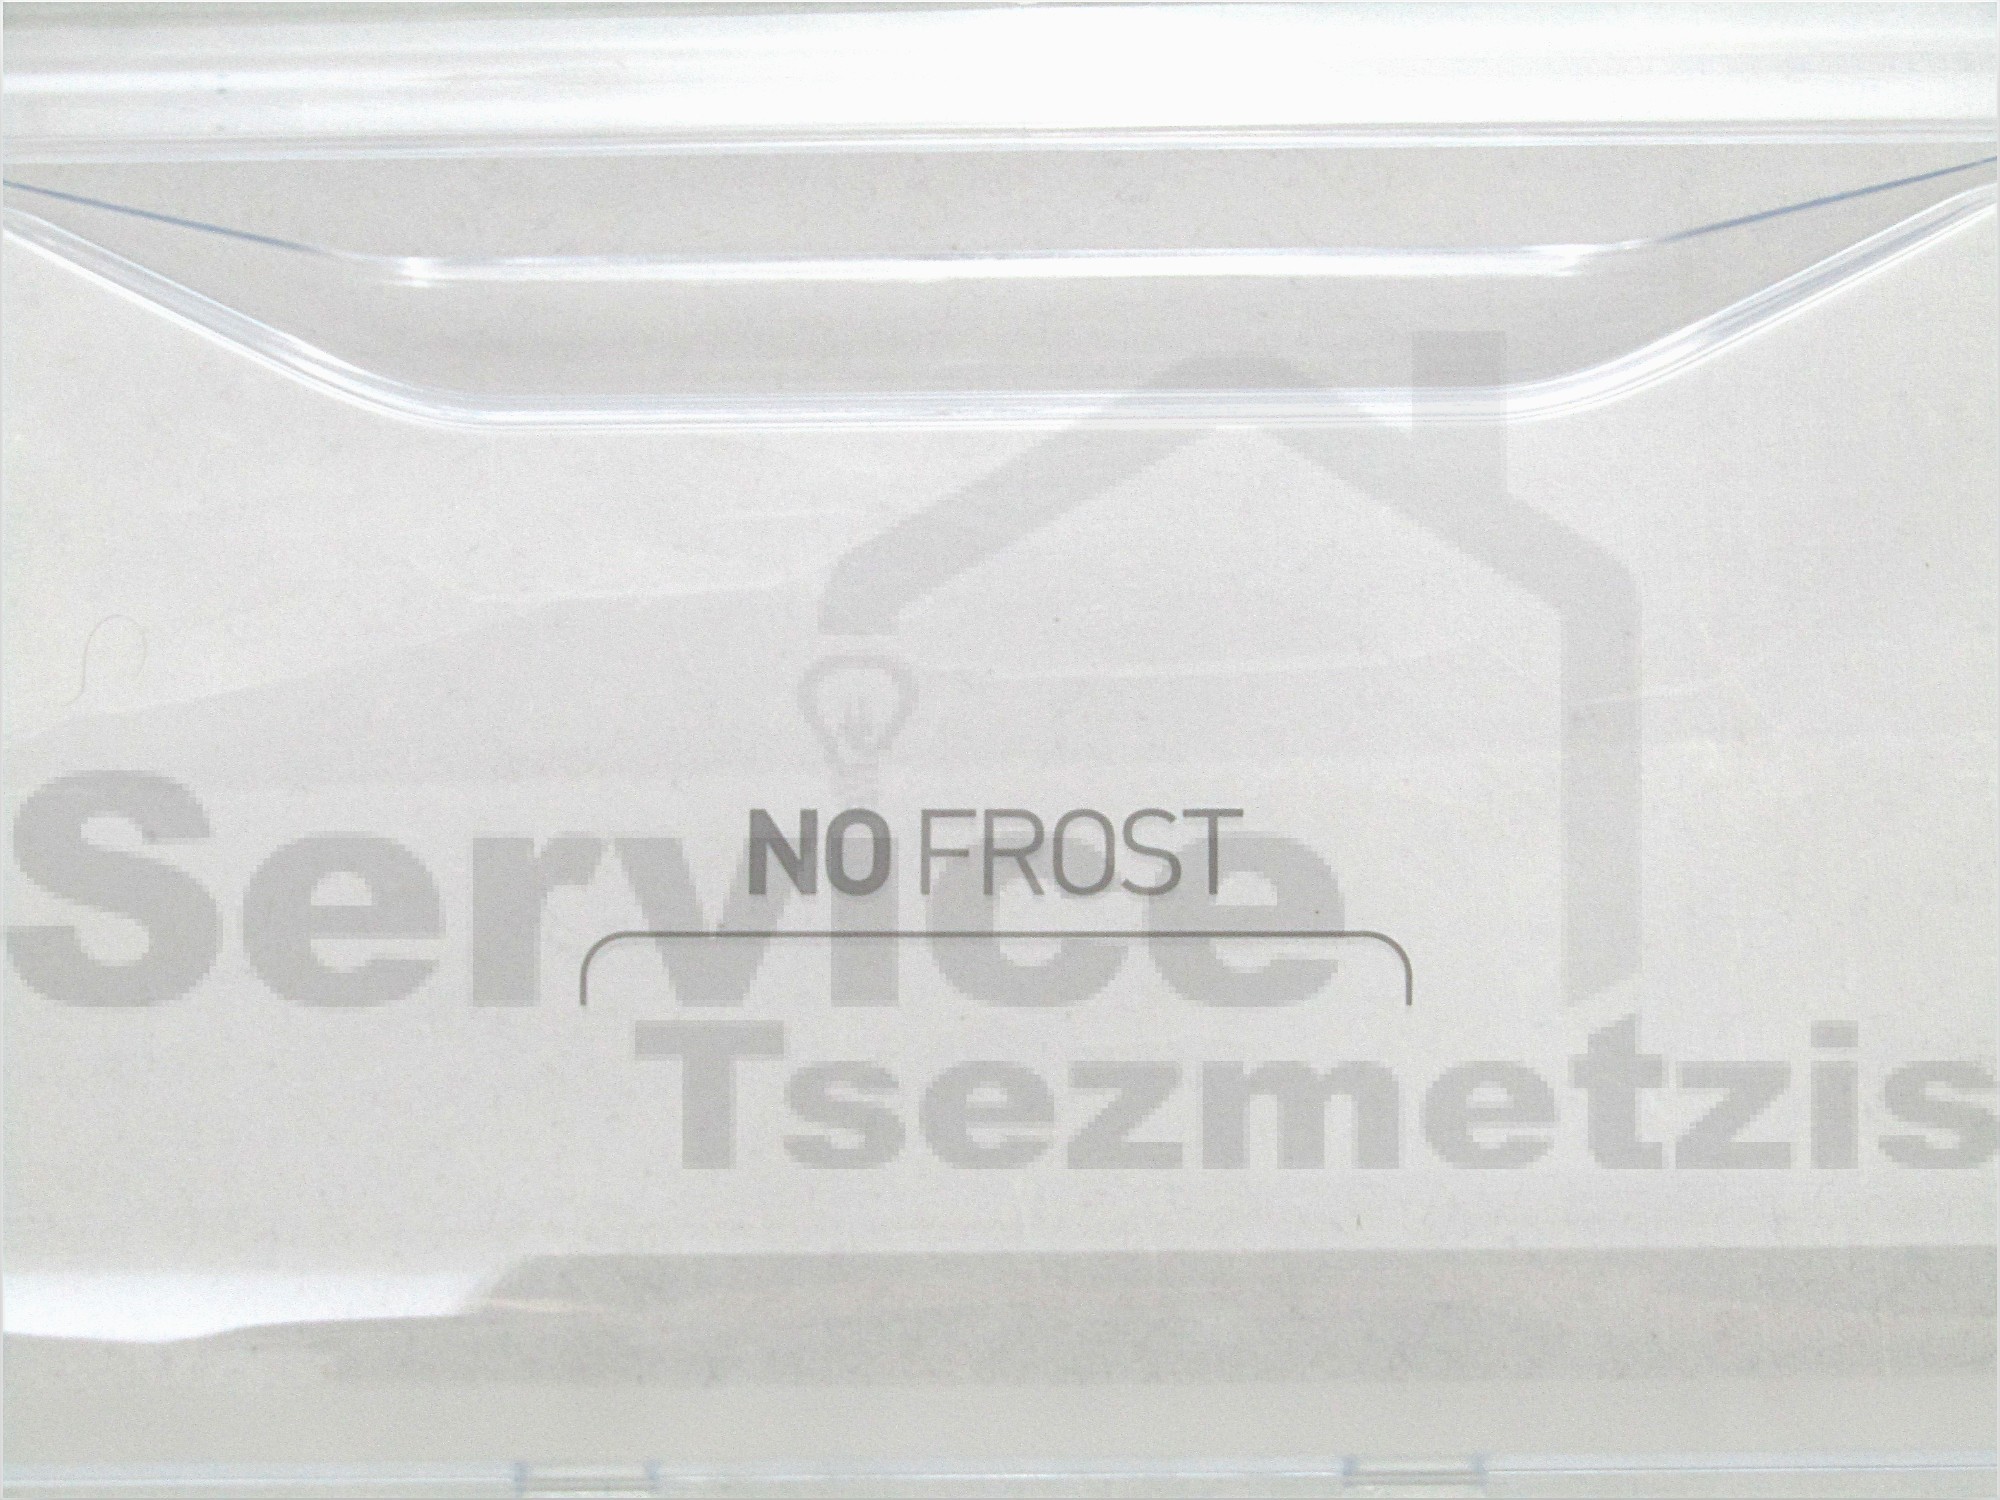 NO FROST
Service
Tsezmetzis